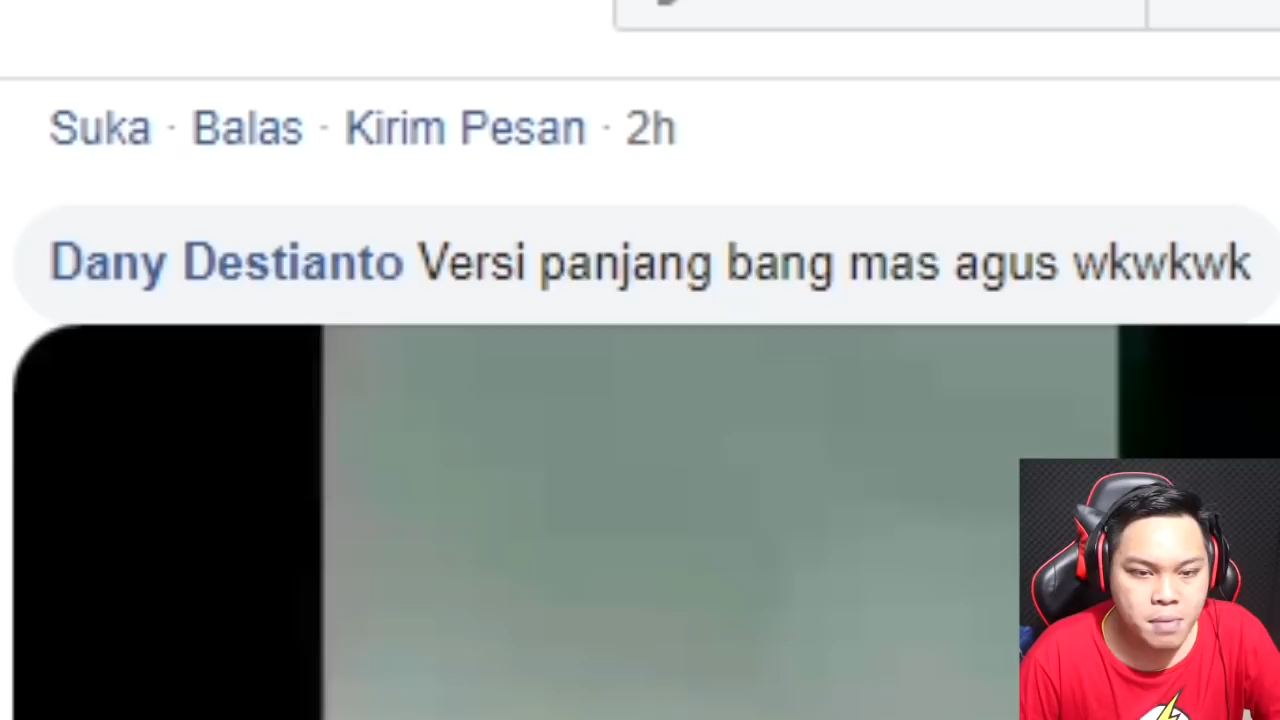 Suka · Balas · Kirim Pesan · 2h
Dany Destianto Versi panjang bang mas agus wkwkwk